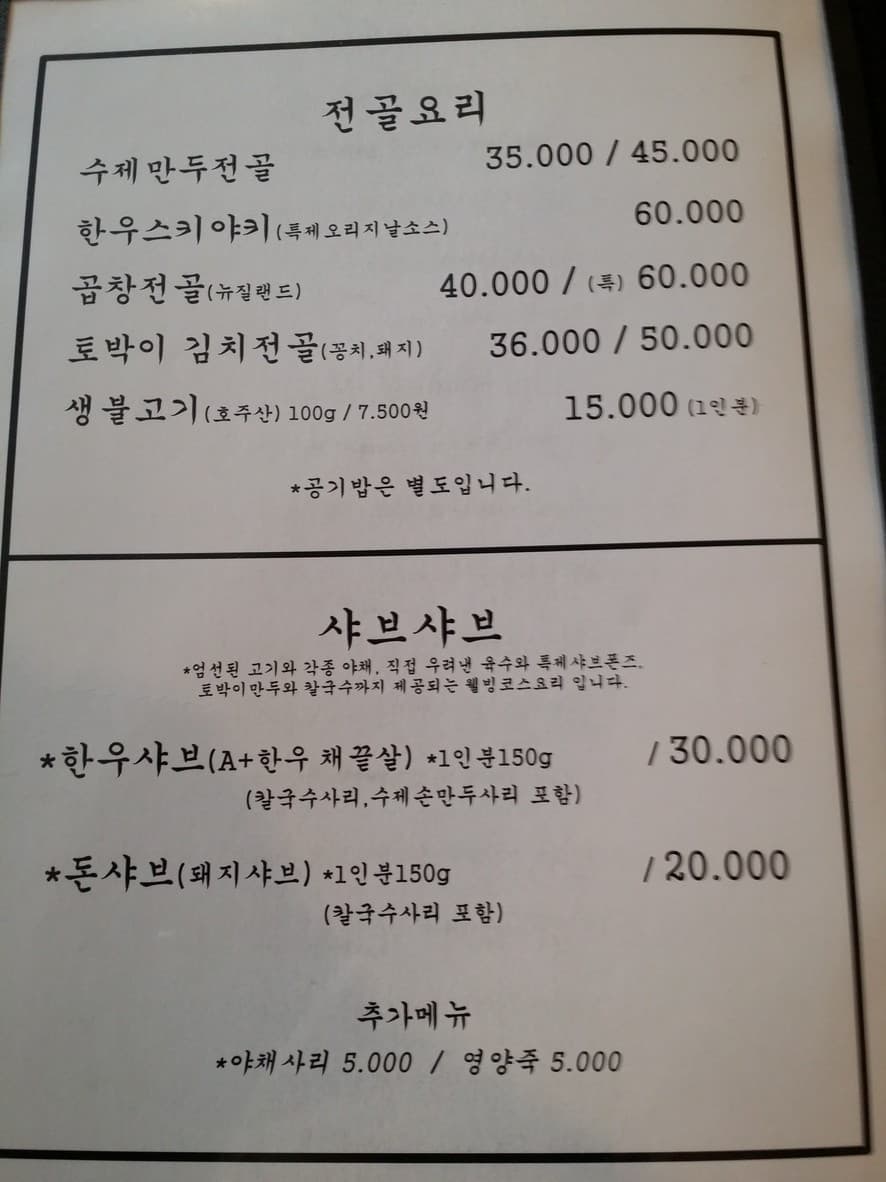 전골요리
수제만두전골 35.000 / 45.000
한우스키야키(특제오리지날소스) 60.000
곱창전골(뉴질랜드) 40.000 / (특) 60.000
토박이 김치전골(꽁치,돼지) 36.000 / 50.000
생불고기(호주산) 100g / 7.500원 15.000 (1인분)
*공기밥은 별도입니다.
샤브샤브
*엄선된 고기와 각종 야채, 직접 우려낸 육수와 특제샤브폰즈.
토박이만두와 칼국수까지 제공되는 웰빙코스요리 입니다.
*한우샤브(A+한우 채끝살) *1인분150g / 30.000
(칼국수사리,수제손만두사리 포함)
*돈샤브(돼지샤브) *1인분150g / 20.000
(칼국수사리 포함)
추가메뉴
*야채사리 5.000 / 영양죽 5.000